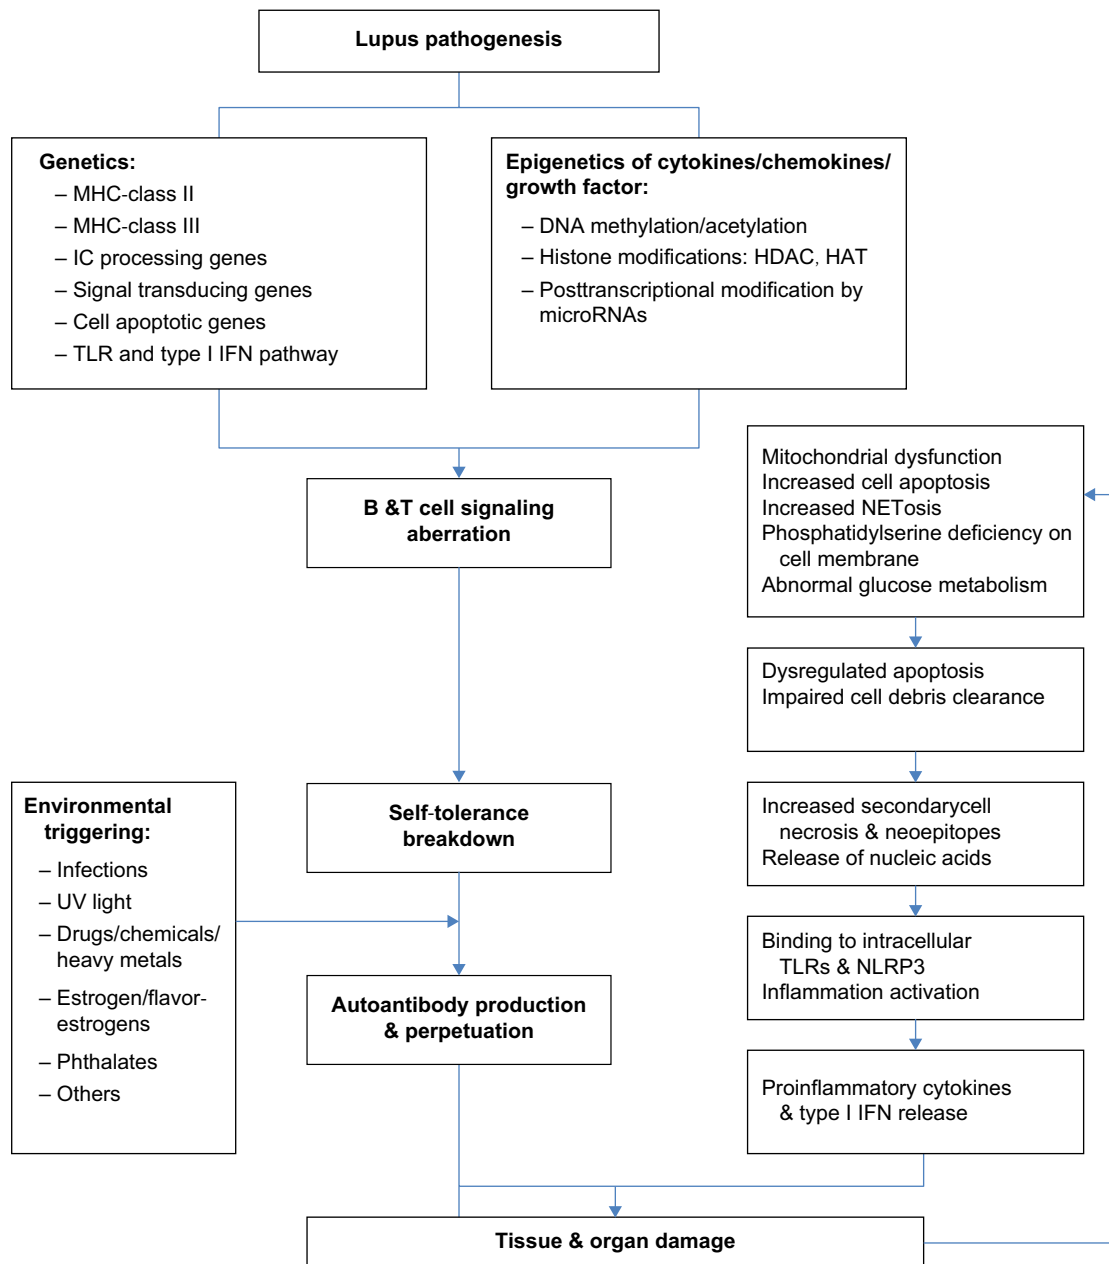 Lupus pathogenesis
Genetics:
– MHC-class II
– MHC-class III
– IC processing genes
– Signal transducing genes
– Cell apoptotic genes
– TLR and type I IFN pathway
Epigenetics of cytokines/chemokines/
growth factor:
– DNA methylation/acetylation
– Histone modifications: HDAC, HAT
– Posttranscriptional modification by
microRNAs
B &T cell signaling
aberration
Mitochondrial dysfunction
Increased cell apoptosis
Increased NETosis
Phosphatidylserine deficiency on
cell membrane
Abnormal glucose metabolism
Dysregulated apoptosis
Impaired cell debris clearance
Environmental
triggering:
– Infections
– UV light
– Drugs/chemicals/
heavy metals
– Estrogen/flavor-
estrogens
– Phthalates
– Others
Self-tolerance
breakdown
Increased secondarycell
necrosis & neoepitopes
Release of nucleic acids
Binding to intracellular
TLRs & NLRP3
Inflammation activation
Autoantibody production
& perpetuation
Proinflammatory cytokines
& type I IFN release
Tissue & organ damage